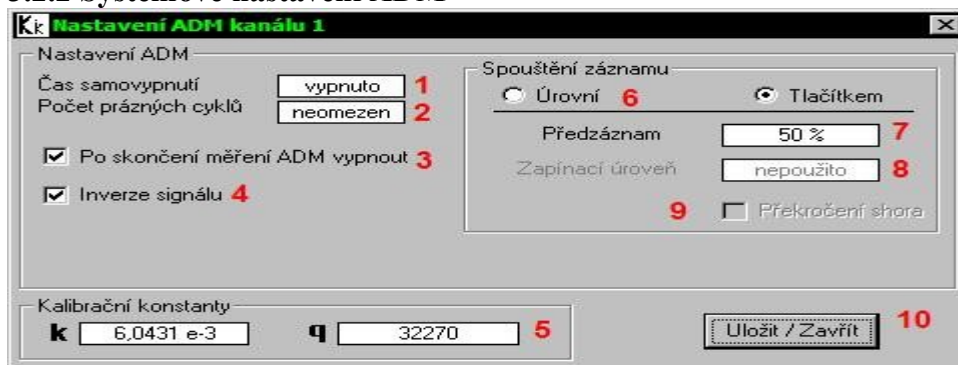 Kk Nastavení ADM kanálu 1
Nastavení ADM
Čas samovypnutí vypnuto 1
Počet prázných cyklů neomezen 2
Po skončení měření ADM vypnout 3
Inverze signálu 4
Spouštění záznamu
Úrovní 6 Tlačítkem
Předzáznam 50 % 7
Zapínací úroveň nepoužito 8
9 Překročení shora
Kalibrační konstanty
k 6,0431 e-3 q 32270 5
Uložit / Zavřít 10